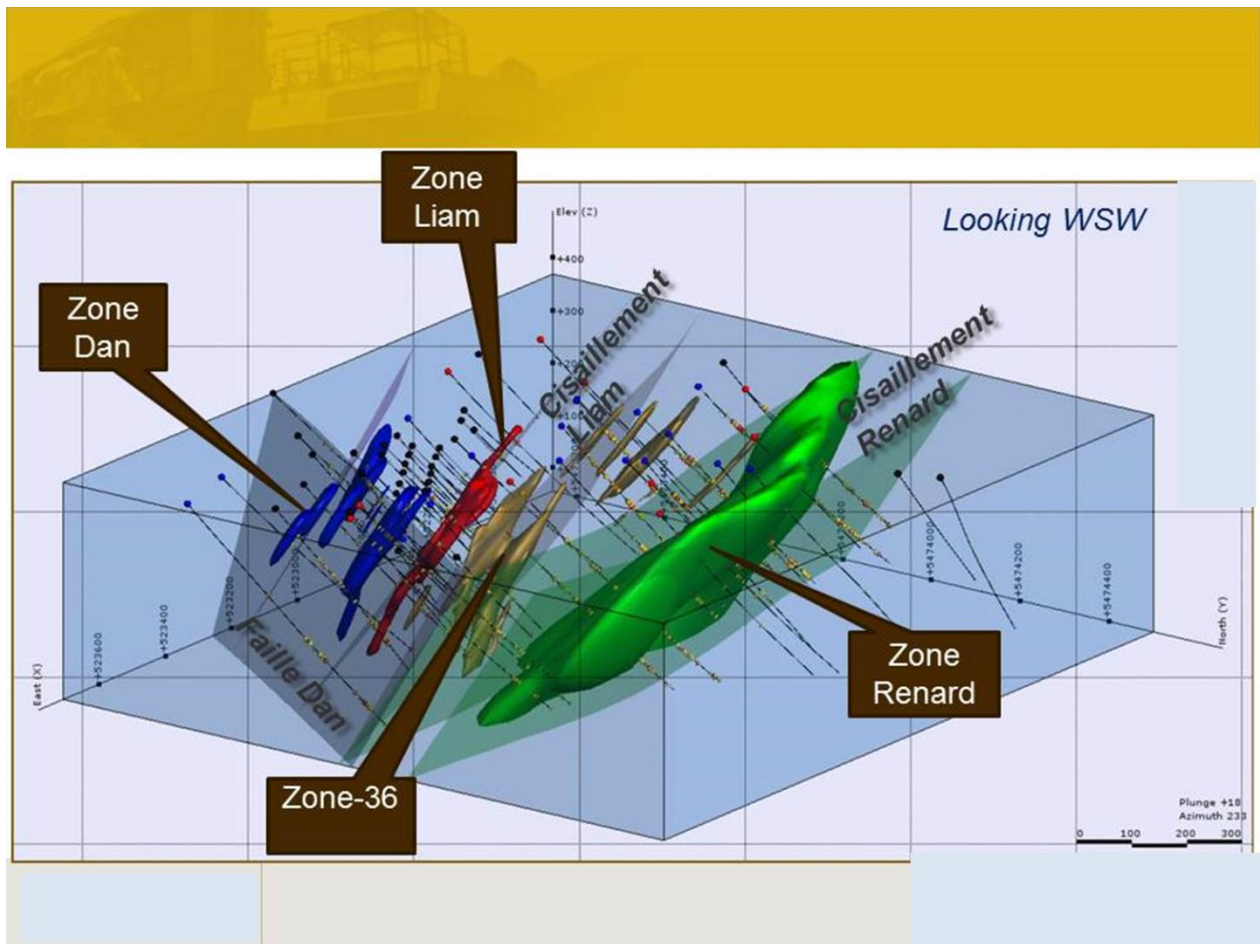 Zone
Liam
Elev (Z)
Looking WSW
+400
+300
Zone
Dan
Cisaillement
Liam
Cisaillement
Renard
+5474000
+5474200
+5474400
North (Y)
+523000
+523200
+523400
+523600
East (X)
Faille Dan
Zone
Renard
Zone-36
Plunge +18
Azimuth 233
0 100 200 300